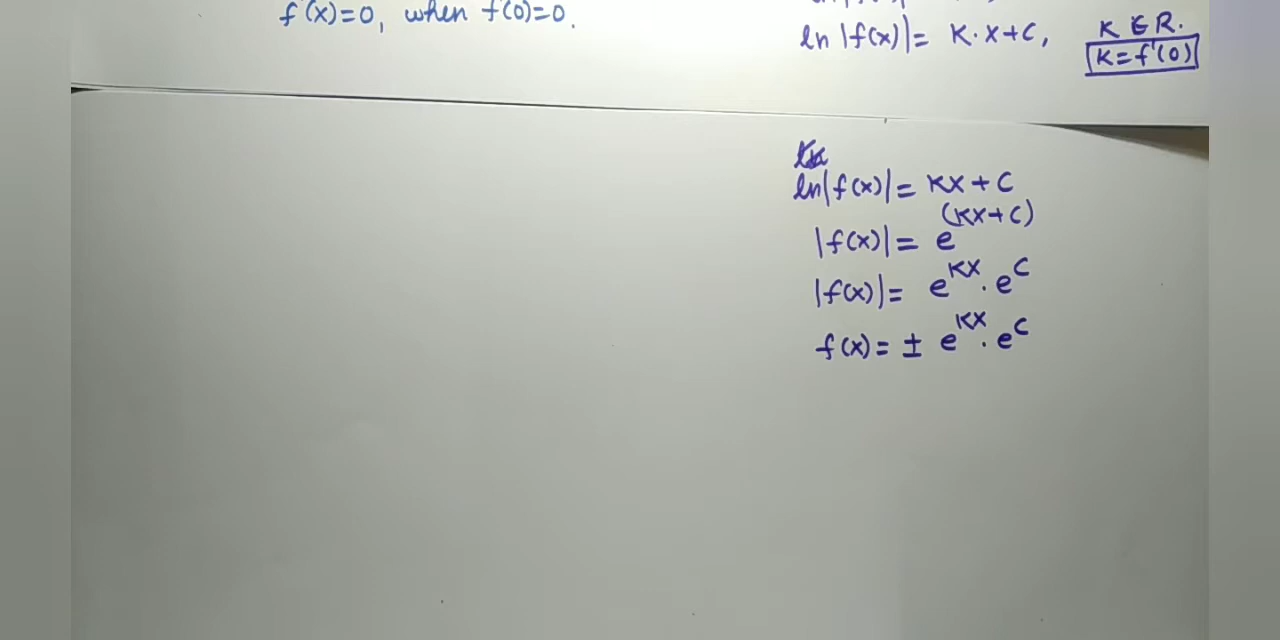 f'(x)=0, when f'(0)=0.
ln |f(x)| = K·x+C, K ∈ R.
K=f'(0)
ln|f(x)| = KX + C
|f(x)| = e^(KX+C)
|f(x)| = e^KX · e^C
f(x) = ± e^KX · e^C